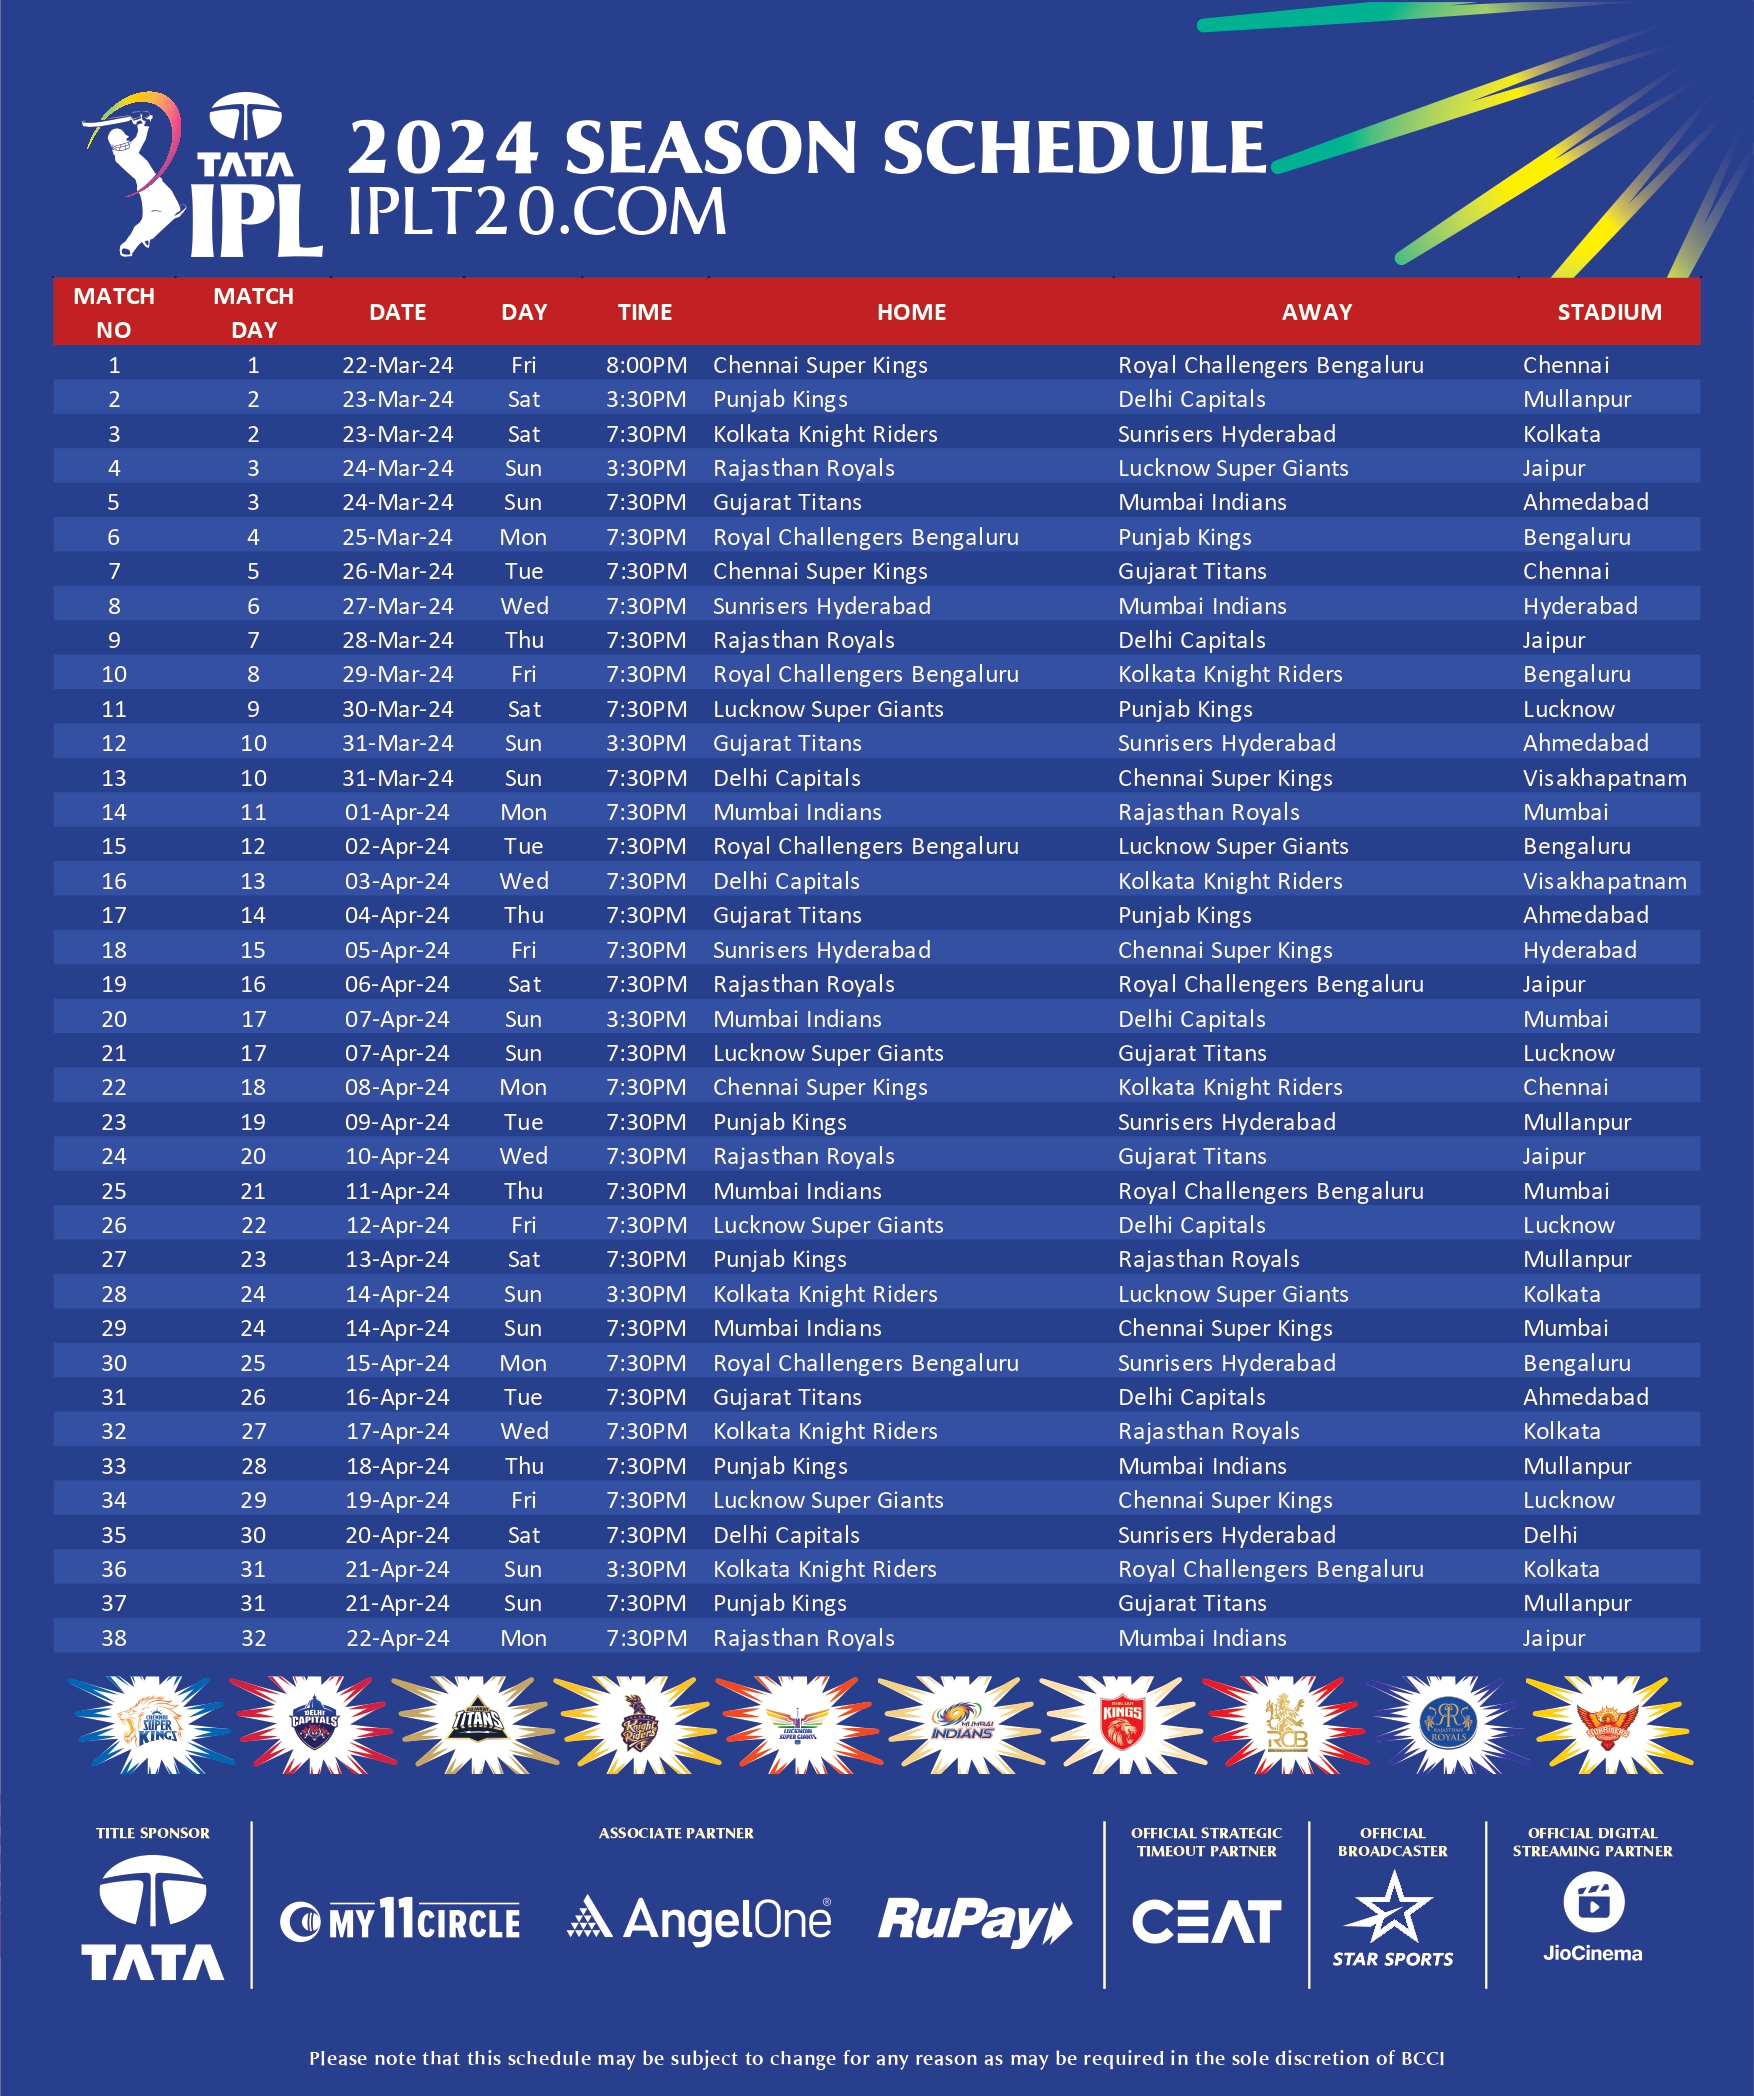 TATA
IPL
2024 SEASON SCHEDULE
IPLT20.COM
MATCH NO MATCH DAY DATE DAY TIME HOME AWAY STADIUM
1 1 22-Mar-24 Fri 8:00PM Chennai Super Kings Royal Challengers Bengaluru Chennai
2 2 23-Mar-24 Sat 3:30PM Punjab Kings Delhi Capitals Mullanpur
3 2 23-Mar-24 Sat 7:30PM Kolkata Knight Riders Sunrisers Hyderabad Kolkata
4 3 24-Mar-24 Sun 3:30PM Rajasthan Royals Lucknow Super Giants Jaipur
5 3 24-Mar-24 Sun 7:30PM Gujarat Titans Mumbai Indians Ahmedabad
6 4 25-Mar-24 Mon 7:30PM Royal Challengers Bengaluru Punjab Kings Bengaluru
7 5 26-Mar-24 Tue 7:30PM Chennai Super Kings Gujarat Titans Chennai
8 6 27-Mar-24 Wed 7:30PM Sunrisers Hyderabad Mumbai Indians Hyderabad
9 7 28-Mar-24 Thu 7:30PM Rajasthan Royals Delhi Capitals Jaipur
10 8 29-Mar-24 Fri 7:30PM Royal Challengers Bengaluru Kolkata Knight Riders Bengaluru
11 9 30-Mar-24 Sat 7:30PM Lucknow Super Giants Punjab Kings Lucknow
12 10 31-Mar-24 Sun 3:30PM Gujarat Titans Sunrisers Hyderabad Ahmedabad
13 10 31-Mar-24 Sun 7:30PM Delhi Capitals Chennai Super Kings Visakhapatnam
14 11 01-Apr-24 Mon 7:30PM Mumbai Indians Rajasthan Royals Mumbai
15 12 02-Apr-24 Tue 7:30PM Royal Challengers Bengaluru Lucknow Super Giants Bengaluru
16 13 03-Apr-24 Wed 7:30PM Delhi Capitals Kolkata Knight Riders Visakhapatnam
17 14 04-Apr-24 Thu 7:30PM Gujarat Titans Punjab Kings Ahmedabad
18 15 05-Apr-24 Fri 7:30PM Sunrisers Hyderabad Chennai Super Kings Hyderabad
19 16 06-Apr-24 Sat 7:30PM Rajasthan Royals Royal Challengers Bengaluru Jaipur
20 17 07-Apr-24 Sun 3:30PM Mumbai Indians Delhi Capitals Mumbai
21 17 07-Apr-24 Sun 7:30PM Lucknow Super Giants Gujarat Titans Lucknow
22 18 08-Apr-24 Mon 7:30PM Chennai Super Kings Kolkata Knight Riders Chennai
23 19 09-Apr-24 Tue 7:30PM Punjab Kings Sunrisers Hyderabad Mullanpur
24 20 10-Apr-24 Wed 7:30PM Rajasthan Royals Gujarat Titans Jaipur
25 21 11-Apr-24 Thu 7:30PM Mumbai Indians Royal Challengers Bengaluru Mumbai
26 22 12-Apr-24 Fri 7:30PM Lucknow Super Giants Delhi Capitals Lucknow
27 23 13-Apr-24 Sat 7:30PM Punjab Kings Rajasthan Royals Mullanpur
28 24 14-Apr-24 Sun 3:30PM Kolkata Knight Riders Lucknow Super Giants Kolkata
29 24 14-Apr-24 Sun 7:30PM Mumbai Indians Chennai Super Kings Mumbai
30 25 15-Apr-24 Mon 7:30PM Royal Challengers Bengaluru Sunrisers Hyderabad Bengaluru
31 26 16-Apr-24 Tue 7:30PM Gujarat Titans Delhi Capitals Ahmedabad
32 27 17-Apr-24 Wed 7:30PM Kolkata Knight Riders Rajasthan Royals Kolkata
33 28 18-Apr-24 Thu 7:30PM Punjab Kings Mumbai Indians Mullanpur
34 29 19-Apr-24 Fri 7:30PM Lucknow Super Giants Chennai Super Kings Lucknow
35 30 20-Apr-24 Sat 7:30PM Delhi Capitals Sunrisers Hyderabad Delhi
36 31 21-Apr-24 Sun 3:30PM Kolkata Knight Riders Royal Challengers Bengaluru Kolkata
37 31 21-Apr-24 Sun 7:30PM Punjab Kings Gujarat Titans Mullanpur
38 32 22-Apr-24 Mon 7:30PM Rajasthan Royals Mumbai Indians Jaipur
CHENNAI SUPER KINGS
DELHI CAPITALS
TITANS
Knight Riders
LUCKNOW SUPER GIANTS
MUMBAI INDIANS
KINGS
RCB
RR RAJASTHAN ROYALS
SUNRISERS
TITLE SPONSOR
TATA
ASSOCIATE PARTNER
MY11CIRCLE
AngelOne®
RuPay
OFFICIAL STRATEGIC
TIMEOUT PARTNER
CEAT
OFFICIAL
BROADCASTER
STAR SPORTS
OFFICIAL DIGITAL
STREAMING PARTNER
JioCinema
Please note that this schedule may be subject to change for any reason as may be required in the sole discretion of BCCI